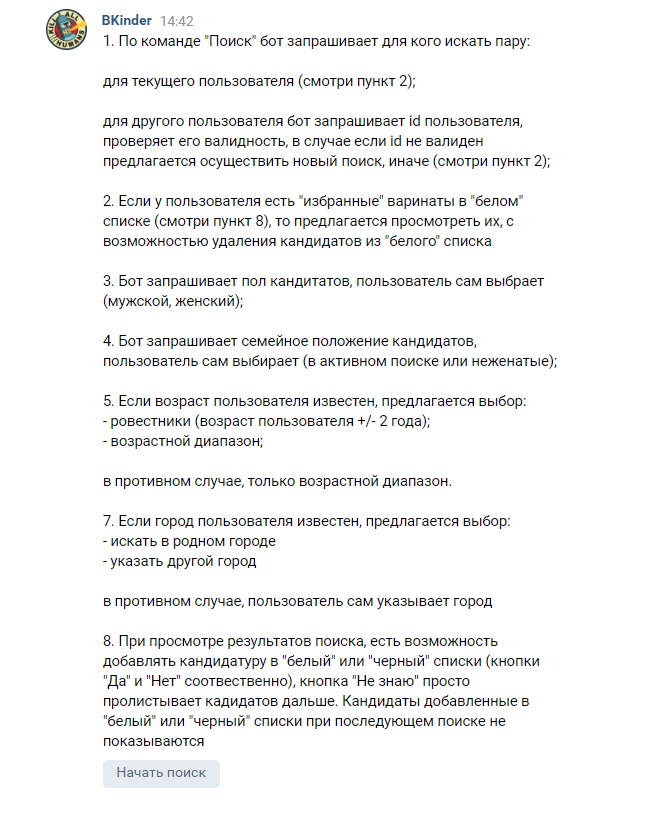 KILL ALL HUMANS
BKinder 14:42
1. По команде "Поиск" бот запрашивает для кого искать пару:
для текущего пользователя (смотри пункт 2);
для другого пользователя бот запрашивает id пользователя,
проверяет его валидность, в случае если id не валиден
предлагается осуществить новый поиск, иначе (смотри пункт 2);
2. Если у пользователя есть "избранные" варинаты в "белом"
списке (смотри пункт 8), то предлагается просмотреть их, с
возможностью удаления кандидатов из "белого" списка
3. Бот запрашивает пол кандитатов, пользователь сам выбрает
(мужской, женский);
4. Бот запрашивает семейное положение кандидатов,
пользователь сам выбирает (в активном поиске или неженатые);
5. Если возраст пользователя известен, предлагается выбор:
- ровестники (возраст пользователя +/- 2 года);
- возрастной диапазон;
в противном случае, только возрастной диапазон.
7. Если город пользователя известен, предлагается выбор:
- искать в родном городе
- указать другой город
в противном случае, пользователь сам указывает город
8. При просмотре результатов поиска, есть возможность
добавлять кандидатуру в "белый" или "черный" списки (кнопки
"Да" и "Нет" соотвественно), кнопка "Не знаю" просто
пролистывает кадидатов дальше. Кандидаты добавленные в
"белый" или "черный" списки при последующем поиске не
показываются
Начать поиск